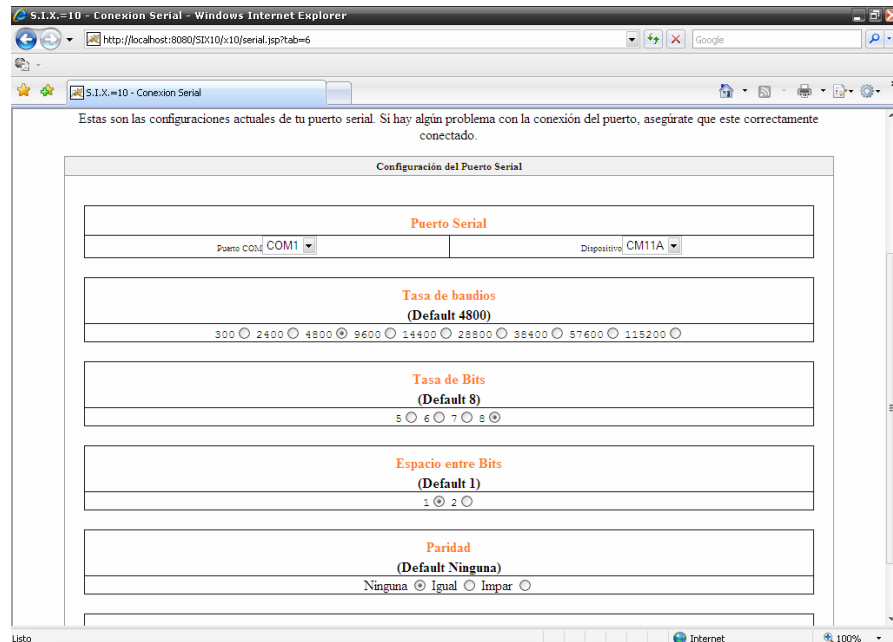 S.I.X.=10 - Conexion Serial - Windows Internet Explorer
http://localhost:8080/SIX10/x10/serial.jsp?tab=6
Google
S.I.X.=10 - Conexion Serial
Estas son las configuraciones actuales de tu puerto serial. Si hay algún problema con la conexión del puerto, asegúrate que este correctamente
conectado.
Configuración del Puerto Serial
Puerto Serial
Puerto COM COM1 Dispositivo CM11A
Tasa de baudios
(Default 4800)
300 2400 4800 9600 14400 28800 38400 57600 115200
Tasa de Bits
(Default 8)
5 6 7 8
Espacio entre Bits
(Default 1)
1 2
Paridad
(Default Ninguna)
Ninguna Igual Impar
Listo Internet 100%